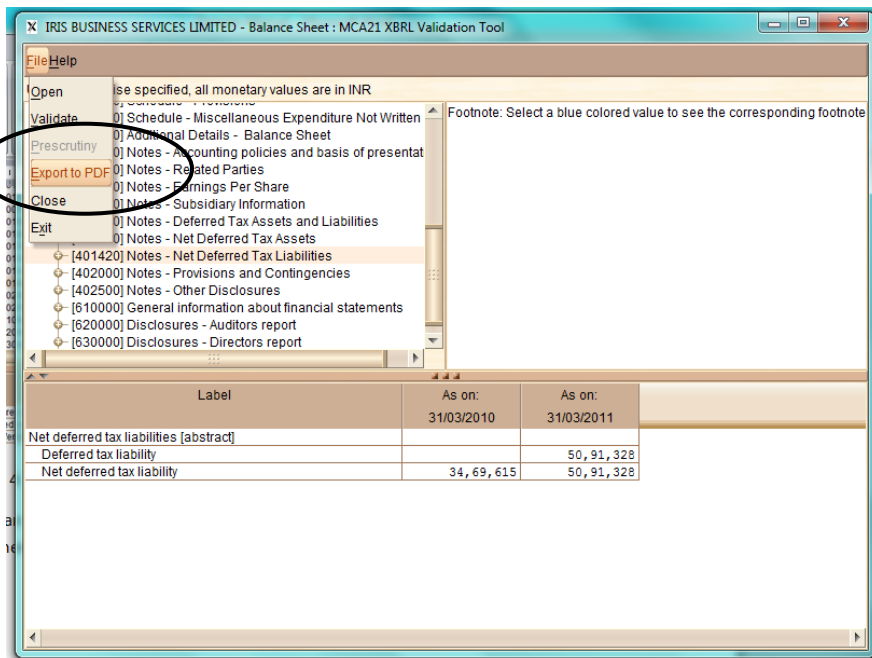 IRIS BUSINESS SERVICES LIMITED - Balance Sheet : MCA21 XBRL Validation Tool
File Help
ise specified, all monetary values are in INR
Open
Validate
Prescrutiny
Export to PDF
Close
Exit
0] Schedule - Miscellaneous Expenditure Not Written
0] Additional Details - Balance Sheet
0] Notes - Accounting policies and basis of presentat
0] Notes - Related Parties
0] Notes - Earnings Per Share
0] Notes - Subsidiary Information
0] Notes - Deferred Tax Assets and Liabilities
0] Notes - Net Deferred Tax Assets
[401420] Notes - Net Deferred Tax Liabilities
[402000] Notes - Provisions and Contingencies
[402500] Notes - Other Disclosures
[610000] General information about financial statements
[620000] Disclosures - Auditors report
[630000] Disclosures - Directors report
Footnote: Select a blue colored value to see the corresponding footnote
Label As on: 31/03/2010 As on: 31/03/2011
Net deferred tax liabilities [abstract]
Deferred tax liability 50,91,328
Net deferred tax liability 34,69,615 50,91,328